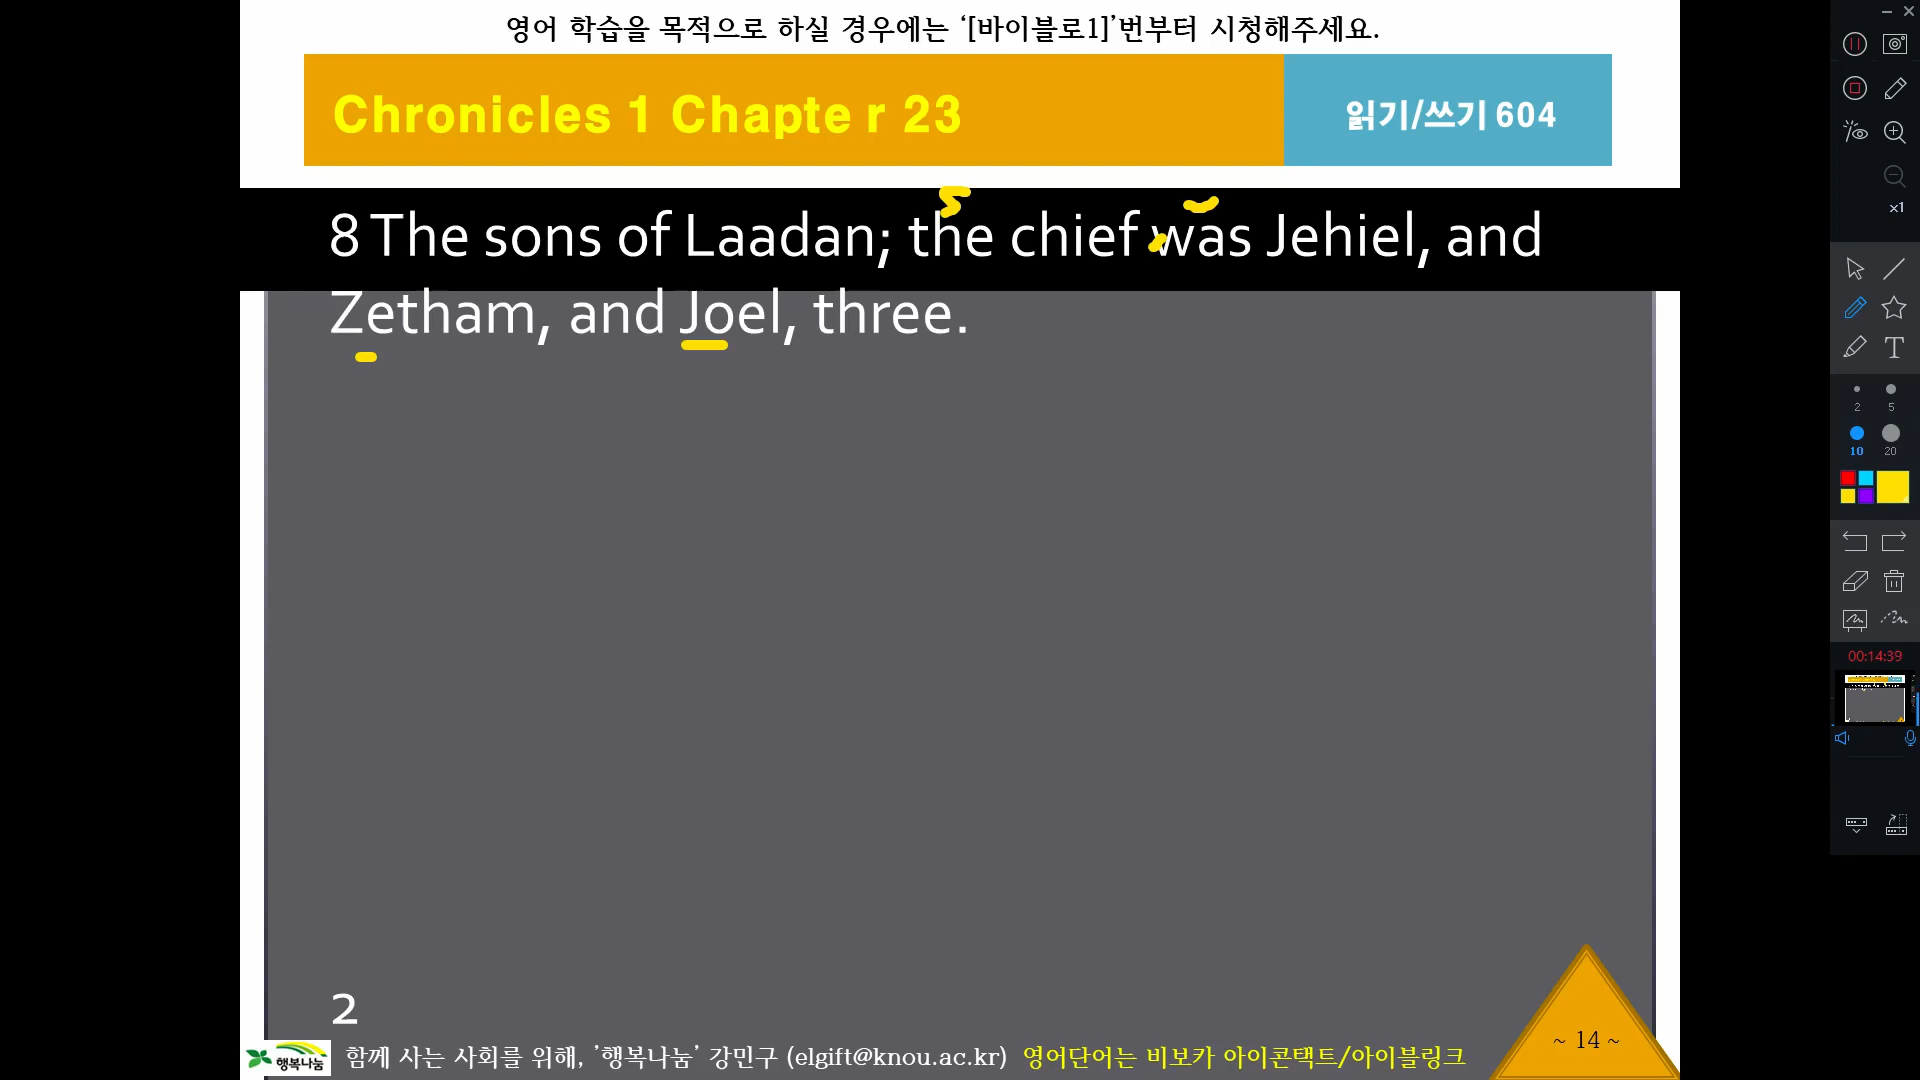 영어 학습을 목적으로 하실 경우에는 ‘[바이블로1]’번부터 시청해주세요.
Chronicles 1 Chapte r 23
읽기/쓰기 604
8 The sons of Laadan; the chief was Jehiel, and
Zetham, and Joel, three.
2
~ 14 ~
행복나눔 함께 사는 사회를 위해, ’행복나눔’ 강민구 (elgift@knou.ac.kr) 영어단어는 비보카 아이콘택트/아이블링크
x1
T
2 5
10 20
00:14:39